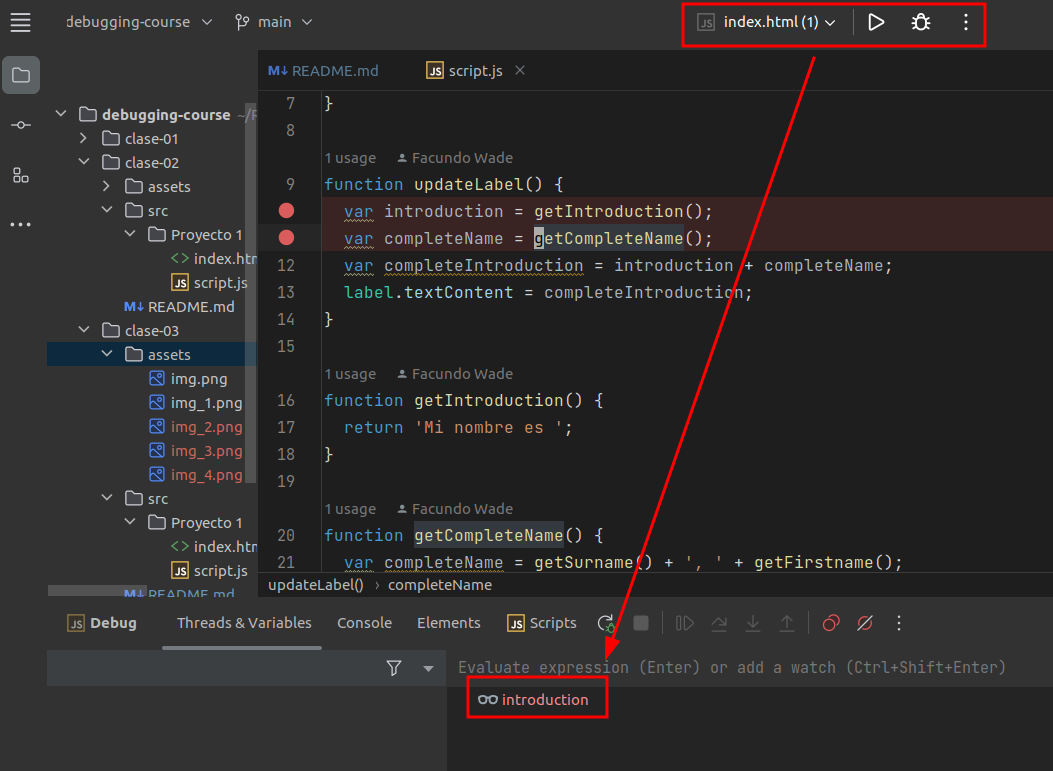 debugging-course main
JS index.html (1)
M↓ README.md JS script.js
debugging-course ~/
clase-01
clase-02
assets
src
Proyecto 1
index.htm
JS script.js
M↓ README.md
clase-03
assets
img.png
img_1.png
img_2.png
img_3.png
img_4.png
src
Proyecto 1
index.htm
JS script.js
M↓ README.md
7 }
8
1 usage Facundo Wade
9 function updateLabel() {
var introduction = getIntroduction();
var completeName = getCompleteName();
12 var completeIntroduction = introduction + completeName;
13 label.textContent = completeIntroduction;
14 }
15
1 usage Facundo Wade
16 function getIntroduction() {
17 return 'Mi nombre es ';
18 }
19
1 usage Facundo Wade
20 function getCompleteName() {
21 var completeName = getSurname() + ', ' + getFirstname();
updateLabel() › completeName
JS Debug Threads & Variables Console Elements JS Scripts
Evaluate expression (Enter) or add a watch (Ctrl+Shift+Enter)
introduction